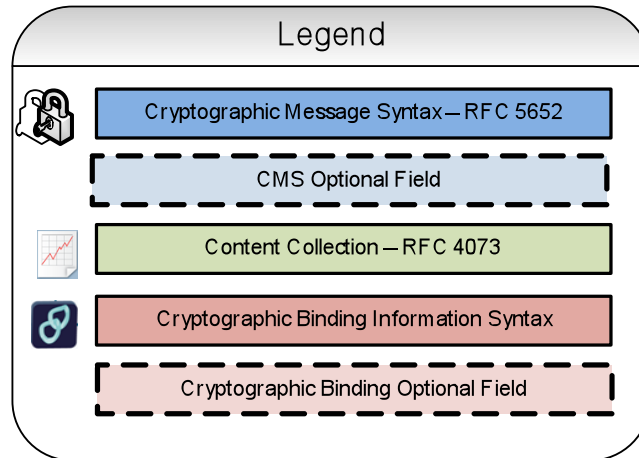 Legend
Cryptographic Message Syntax – RFC 5652
CMS Optional Field
Content Collection – RFC 4073
Cryptographic Binding Information Syntax
Cryptographic Binding Optional Field